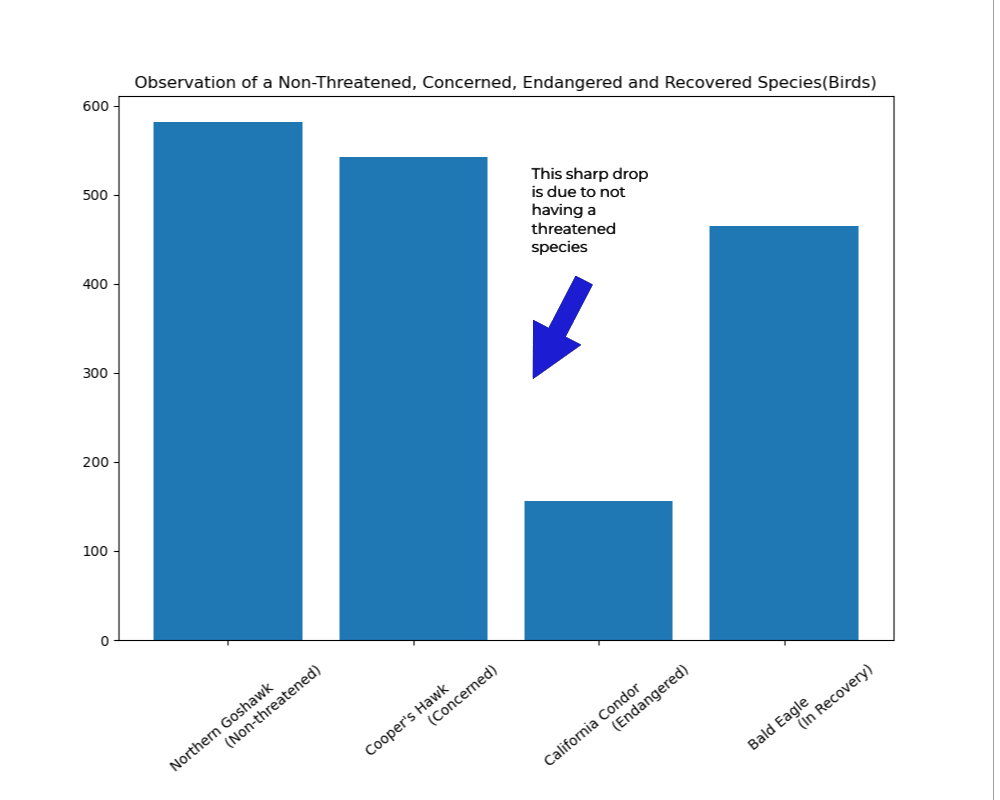 Observation of a Non-Threatened, Concerned, Endangered and Recovered Species(Birds)
600
500
400
300
200
100
0
This sharp drop
is due to not
having a
threatened
species
Northern Goshawk
(Non-threatened)
Cooper's Hawk
(Concerned)
California Condor
(Endangered)
Bald Eagle
(In Recovery)